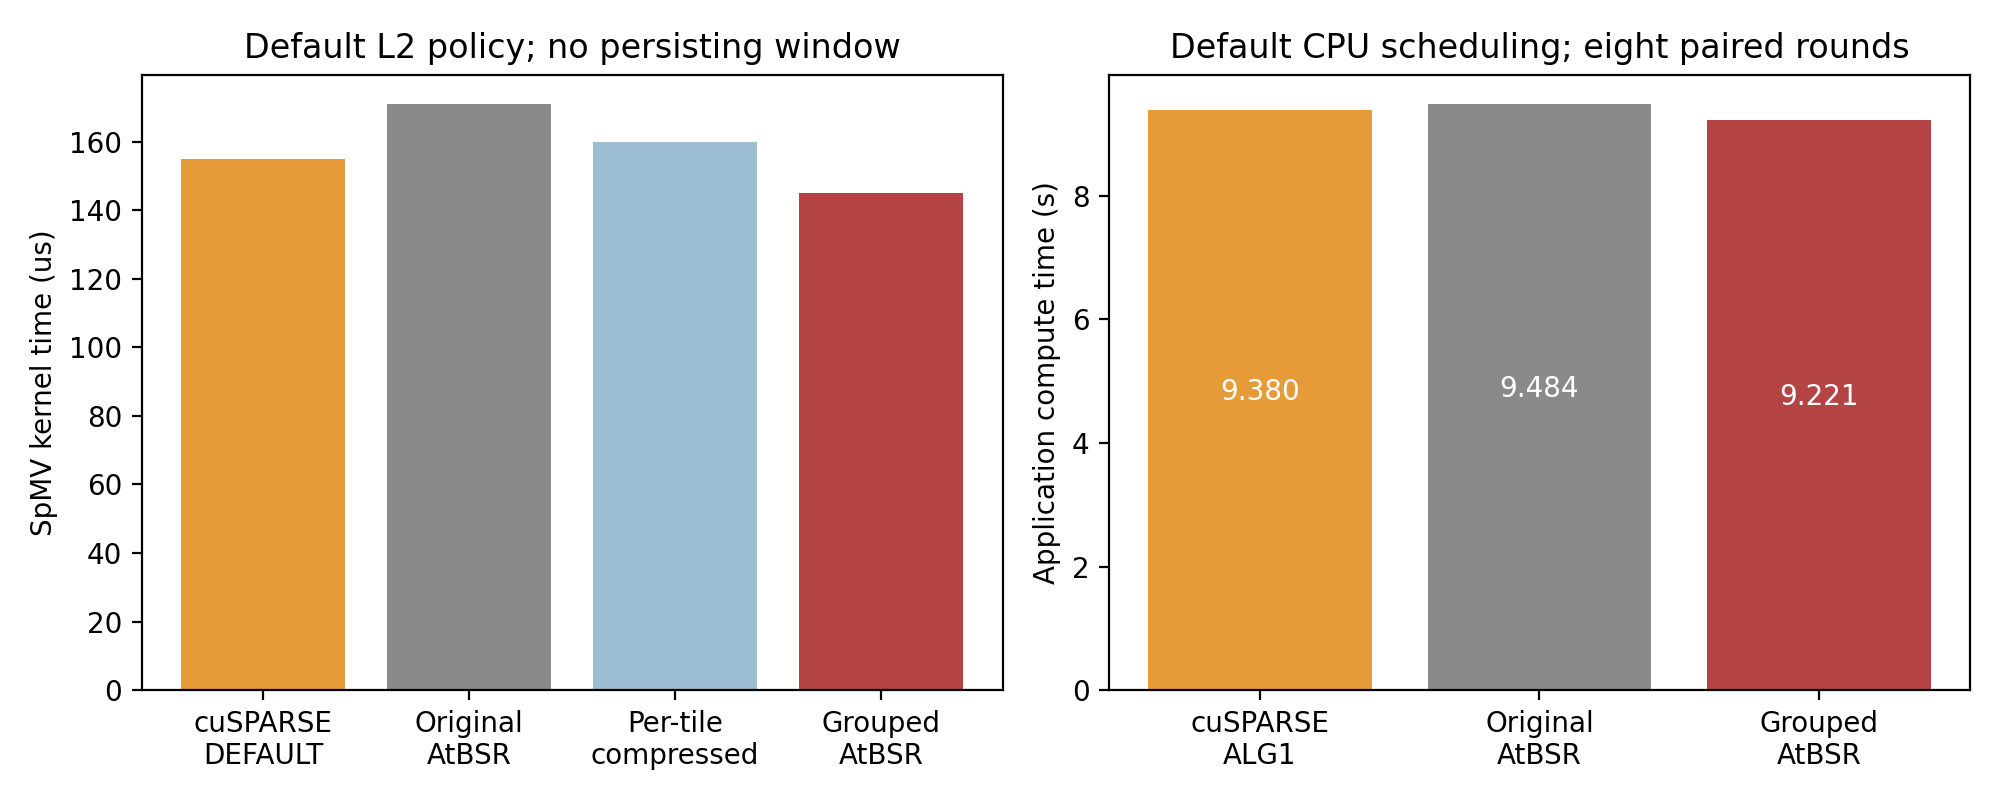 Default L2 policy; no persisting window
SpMV kernel time (us)
160
140
120
100
80
60
40
20
0
cuSPARSE
DEFAULT
Original
AtBSR
Per-tile
compressed
Grouped
AtBSR
Default CPU scheduling; eight paired rounds
Application compute time (s)
8
6
4
2
0
9.380
9.484
9.221
cuSPARSE
ALG1
Original
AtBSR
Grouped
AtBSR